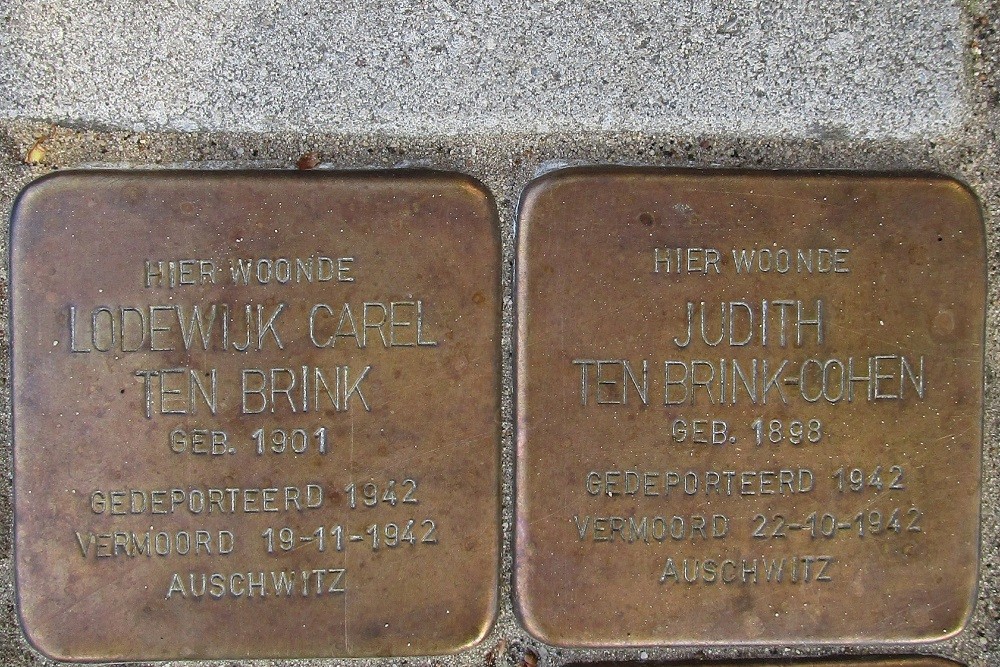 HIER WOONDE
LODEWIJK CAREL
TEN BRINK
GEB. 1901
GEDEPORTEERD 1942
VERMOORD 19-11-1942
AUSCHWITZ
HIER WOONDE
JUDITH
TEN BRINK-COHEN
GEB. 1898
GEDEPORTEERD 1942
VERMOORD 22-10-1942
AUSCHWITZ